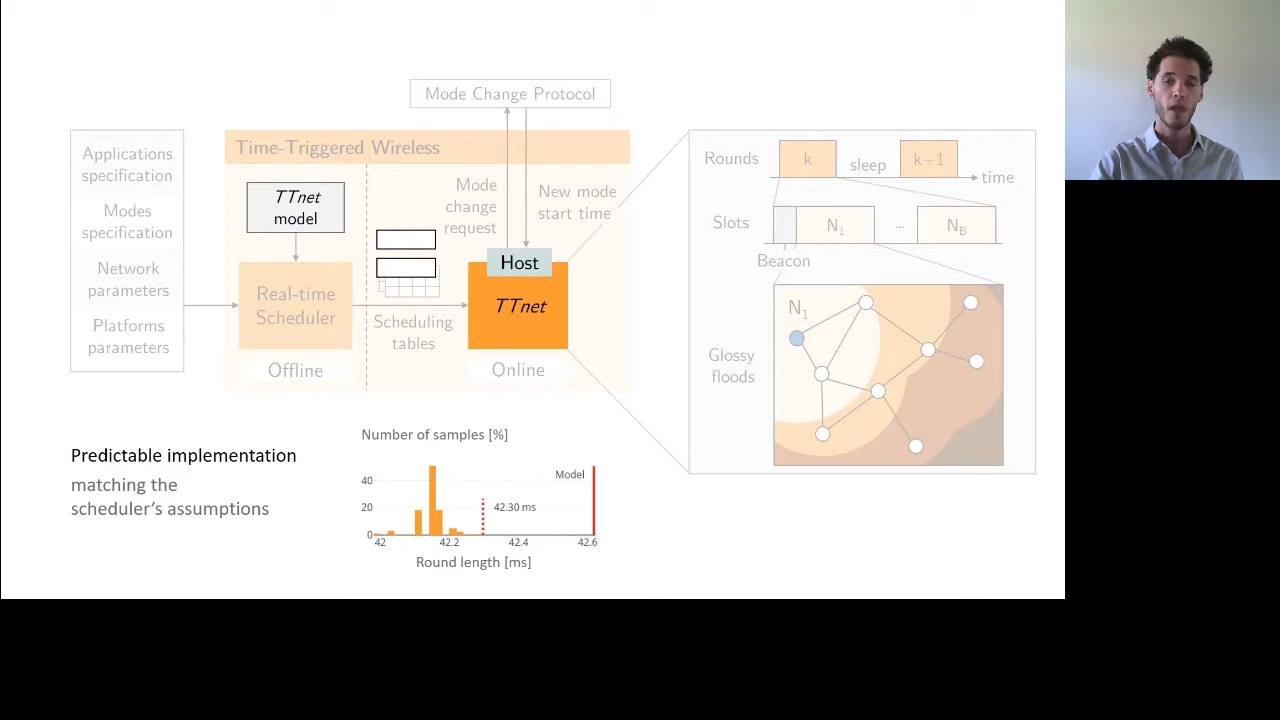 Mode Change Protocol
Applications
specification
Modes
specification
Network
parameters
Platforms
parameters
Time-Triggered Wireless
TTnet
model
Real-time
Scheduler
Offline
Mode
change
request
New mode
start time
Scheduling
tables
Host
TTnet
Online
Rounds
k
sleep
k+1
time
Slots
N1
...
NB
Beacon
Glossy
floods
N1
Predictable implementation
matching the
scheduler's assumptions
Number of samples [%]
40
20
0
Model
42.30 ms
42
42.2
42.4
42.6
Round length [ms]